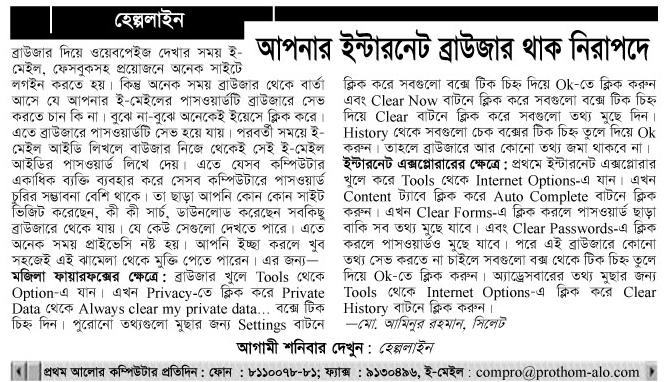 হেল্পলাইন
আপনার ইন্টারনেট ব্রাউজার থাক নিরাপদে
ব্রাউজার দিয়ে ওয়েবপেইজ দেখার সময় ই-
মেইল, ফেসবুকসহ প্রয়োজনে অনেক সাইটে
লগইন করতে হয়। কিন্তু অনেক সময় ব্রাউজার থেকে বার্তা
আসে যে আপনার ই-মেইলের পাসওয়ার্ডটি ব্রাউজারে সেভ
করতে চান কি না। বুঝে না-বুঝে অনেকেই ইয়েসে ক্লিক করে।
এতে ব্রাউজারে পাসওয়ার্ডটি সেভ হয়ে যায়। পরবর্তী সময়ে ই-
মেইল আইডি লিখলে বাউজার নিজে থেকেই সেই ই-মেইল
আইডির পাসওয়ার্ড লিখে দেয়। এতে যেসব কম্পিউটার
একাধিক ব্যক্তি ব্যবহার করে সেসব কম্পিউটারে পাসওয়ার্ড
চুরির সম্ভাবনা বেশি থাকে। তা ছাড়া আপনি কোন কোন সাইট
ভিজিট করেছেন, কী কী সার্চ, ডাউনলোড করেছেন সবকিছু
ব্রাউজারে থেকে যায়। যে কেউ সেগুলো দেখতে পারে। এতে
অনেক সময় প্রাইভেসি নষ্ট হয়। আপনি ইচ্ছা করলে খুব
সহজেই এই ঝামেলা থেকে মুক্তি পেতে পারেন। এর জন্য—
মজিলা ফায়ারফক্সের ক্ষেত্রে: ব্রাউজার খুলে Tools থেকে
Option-এ যান। এখন Privacy-তে ক্লিক করে Private
Data থেকে Always clear my private data... বক্সে টিক
চিহ্ন দিন। পুরোনো তথ্যগুলো মুছার জন্য Settings বাটনে
ক্লিক করে সবগুলো বক্সে টিক চিহ্ন দিয়ে Ok-তে ক্লিক করুন
এবং Clear Now বাটনে ক্লিক করে সবগুলো বক্সে টিক চিহ্ন
দিয়ে Clear বাটনে ক্লিক করে সবগুলো তথ্য মুছে দিন।
History থেকে সবগুলো চেক বক্সের টিক চিহ্ন তুলে দিয়ে Ok
করুন। তাহলে ব্রাউজারে আর কোনো তথ্য জমা থাকবে না।
ইন্টারনেট এক্সপ্লোরারের ক্ষেত্রে: প্রথমে ইন্টারনেট এক্সপ্লোরার
খুলে করে Tools থেকে Internet Options-এ যান। এখন
Content ট্যাবে ক্লিক করে Auto Complete বাটনে ক্লিক
করুন। এখন Clear Forms-এ ক্লিক করলে পাসওয়ার্ড ছাড়া
বাকি সব তথ্য মুছে যাবে। এবং Clear Passwords-এ ক্লিক
করলে পাসওয়ার্ডও মুছে যাবে। পরে এই ব্রাউজারে কোনো
তথ্য সেভ করতে না চাইলে সবগুলো বক্স থেকে টিক চিহ্ন তুলে
দিয়ে Ok-তে ক্লিক করুন। অ্যাড্রেসবারের তথ্য মুছার জন্য
Tools থেকে Internet Options-এ ক্লিক করে Clear
History বাটনে ক্লিক করুন।
—মো. আমিনুর রহমান, সিলেট
আগামী শনিবার দেখুন : হেল্পলাইন
প্রথম আলোর কম্পিউটার প্রতিদিন : ফোন : ৮১১০০৭৮-৮১; ফ্যাক্স : ৯১৩০৪৯৬, ই-মেইল : compro@prothom-alo.com